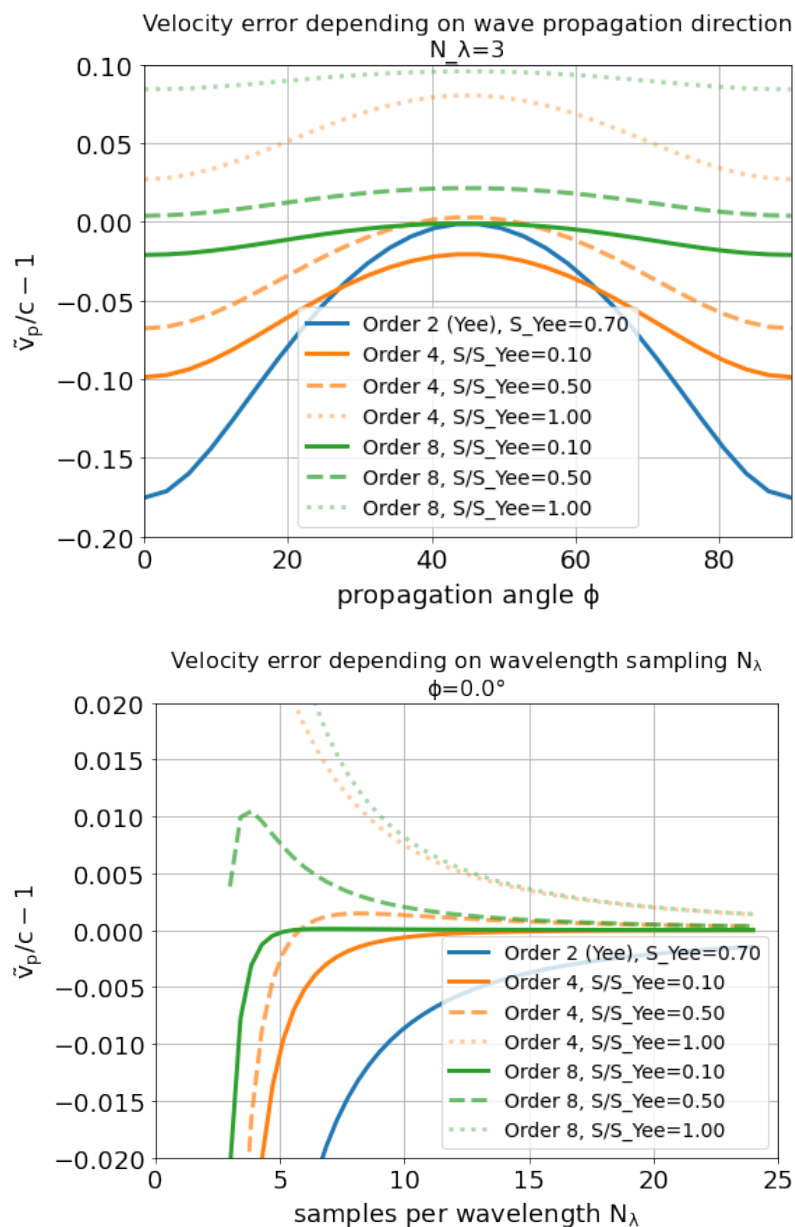 Velocity error depending on wave propagation direction
N_λ=3
0.10
0.05
0.00
−0.05
−0.10
−0.15
−0.20
ṽₚ/c − 1
Order 2 (Yee), S_Yee=0.70
Order 4, S/S_Yee=0.10
Order 4, S/S_Yee=0.50
Order 4, S/S_Yee=1.00
Order 8, S/S_Yee=0.10
Order 8, S/S_Yee=0.50
Order 8, S/S_Yee=1.00
0 20 40 60 80
propagation angle ϕ
Velocity error depending on wavelength sampling N_λ
ϕ=0.0°
0.020
0.015
0.010
0.005
0.000
−0.005
−0.010
−0.015
−0.020
ṽₚ/c − 1
Order 2 (Yee), S_Yee=0.70
Order 4, S/S_Yee=0.10
Order 4, S/S_Yee=0.50
Order 4, S/S_Yee=1.00
Order 8, S/S_Yee=0.10
Order 8, S/S_Yee=0.50
Order 8, S/S_Yee=1.00
0 5 10 15 20 25
samples per wavelength N_λ